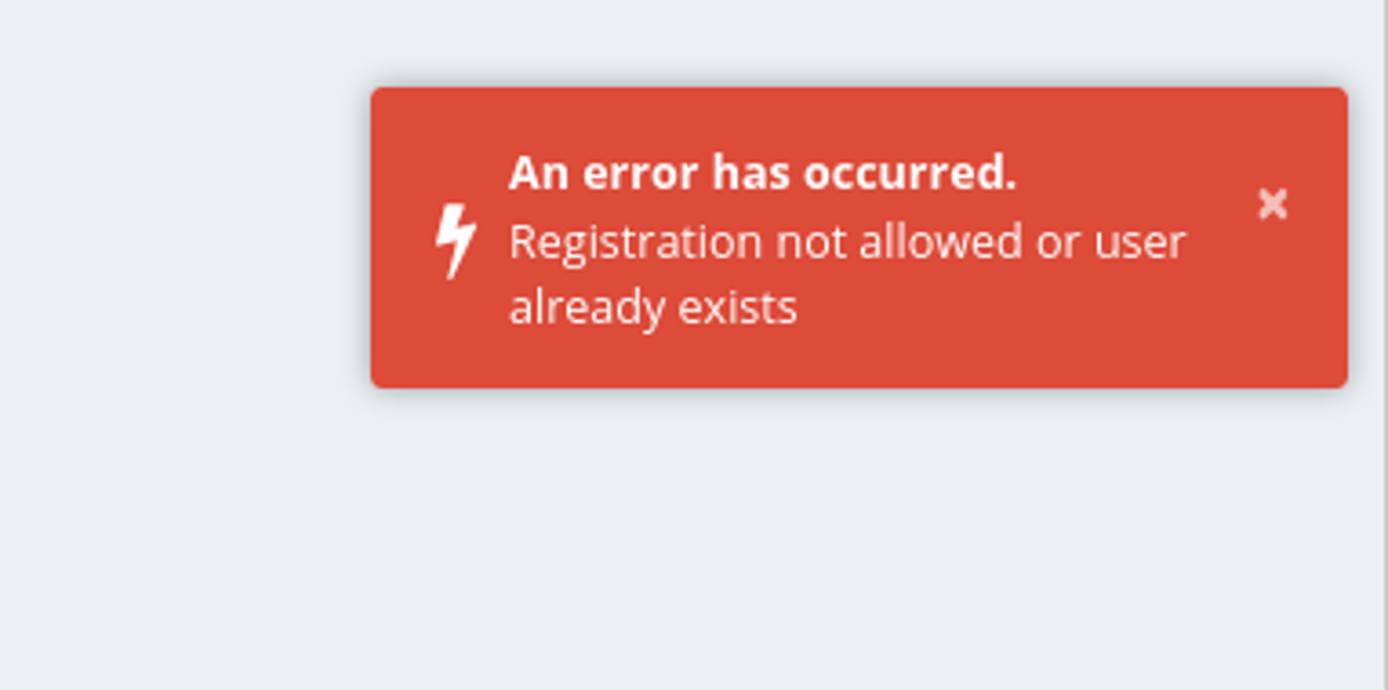 An error has occurred.
Registration not allowed or user
already exists